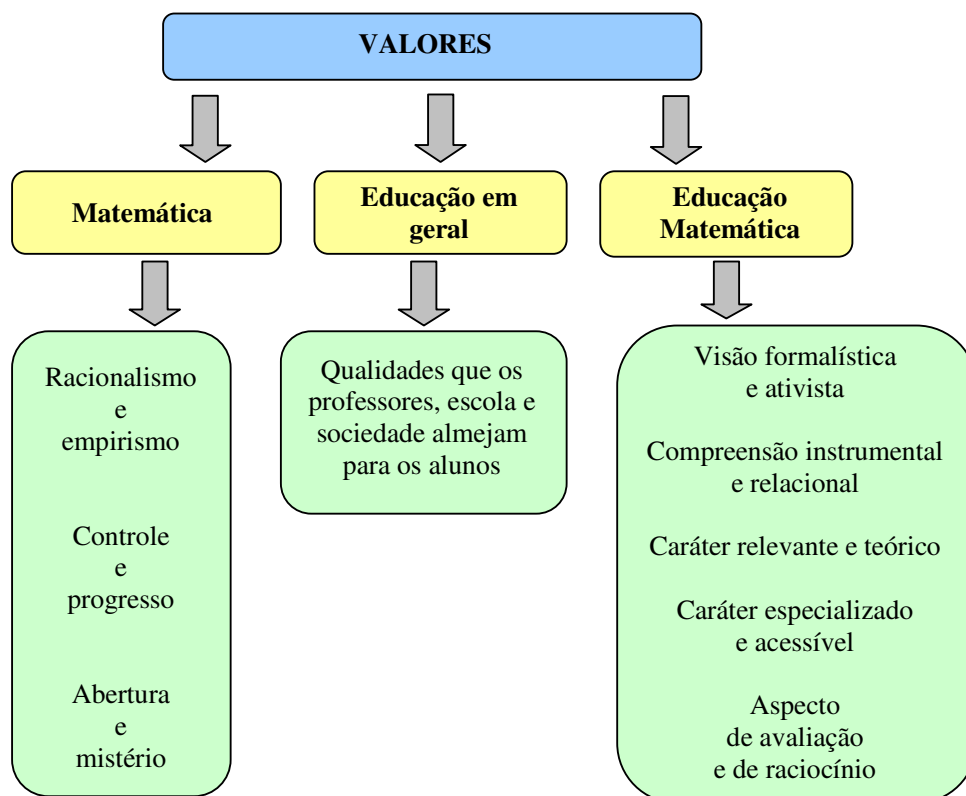 VALORES
Matemática
Educação em
geral
Educação
Matemática
Racionalismo
e
empirismo
Controle
e
progresso
Abertura
e
mistério
Qualidades que os
professores, escola e
sociedade almejam
para os alunos
Visão formalística
e ativista
Compreensão instrumental
e relacional
Caráter relevante e teórico
Caráter especializado
e acessível
Aspecto
de avaliação
e de raciocínio